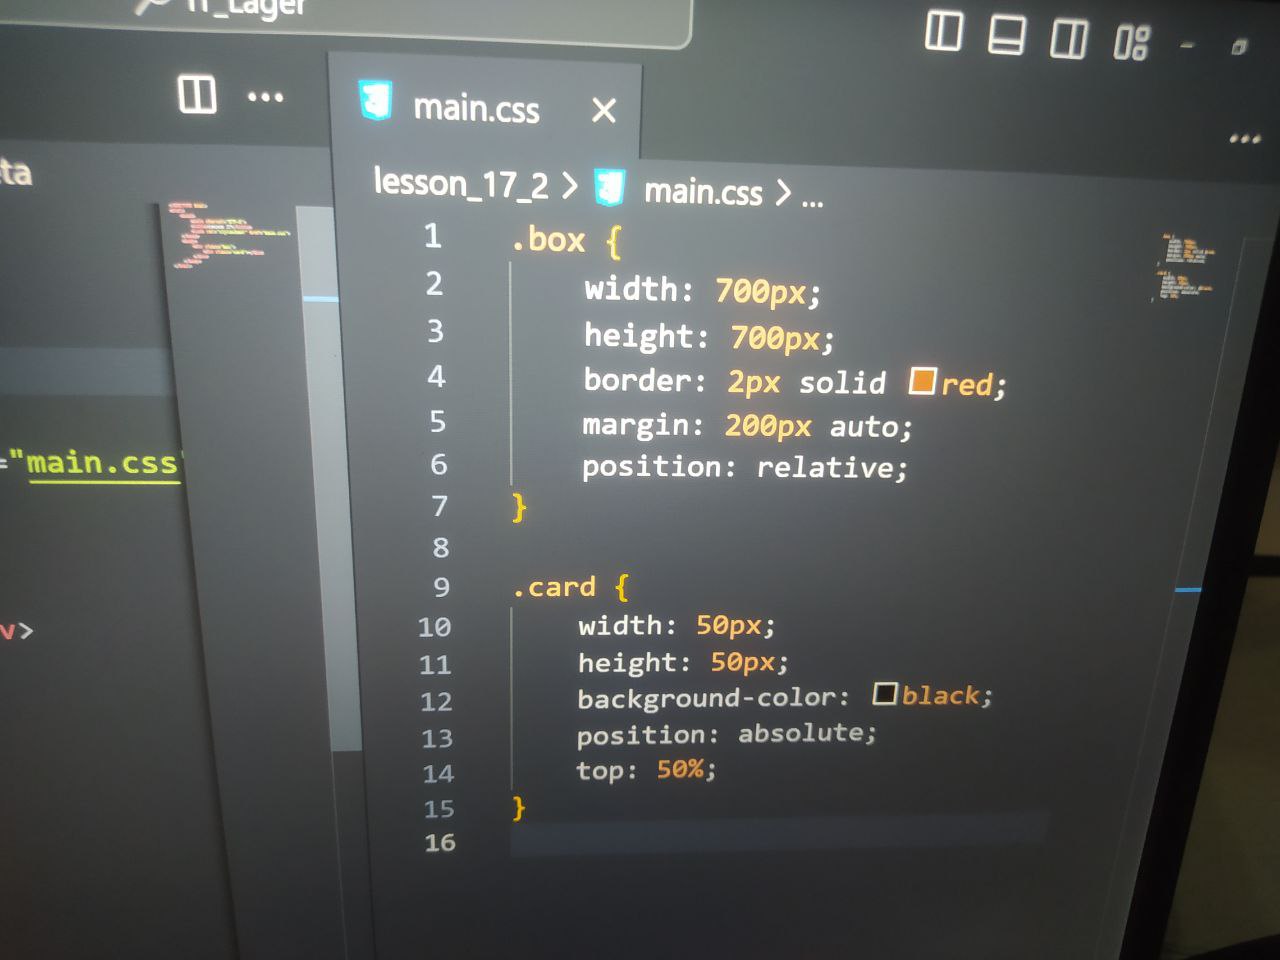 IT_Lager
main.css
ta
lesson_17_2 > main.css > ...
1 .box {
2 width: 700px;
3 height: 700px;
4 border: 2px solid red;
5 margin: 200px auto;
6 position: relative;
7 }
8
9 .card {
10 width: 50px;
11 height: 50px;
12 background-color: black;
13 position: absolute;
14 top: 50%;
15 }
16
="main.css"
v>